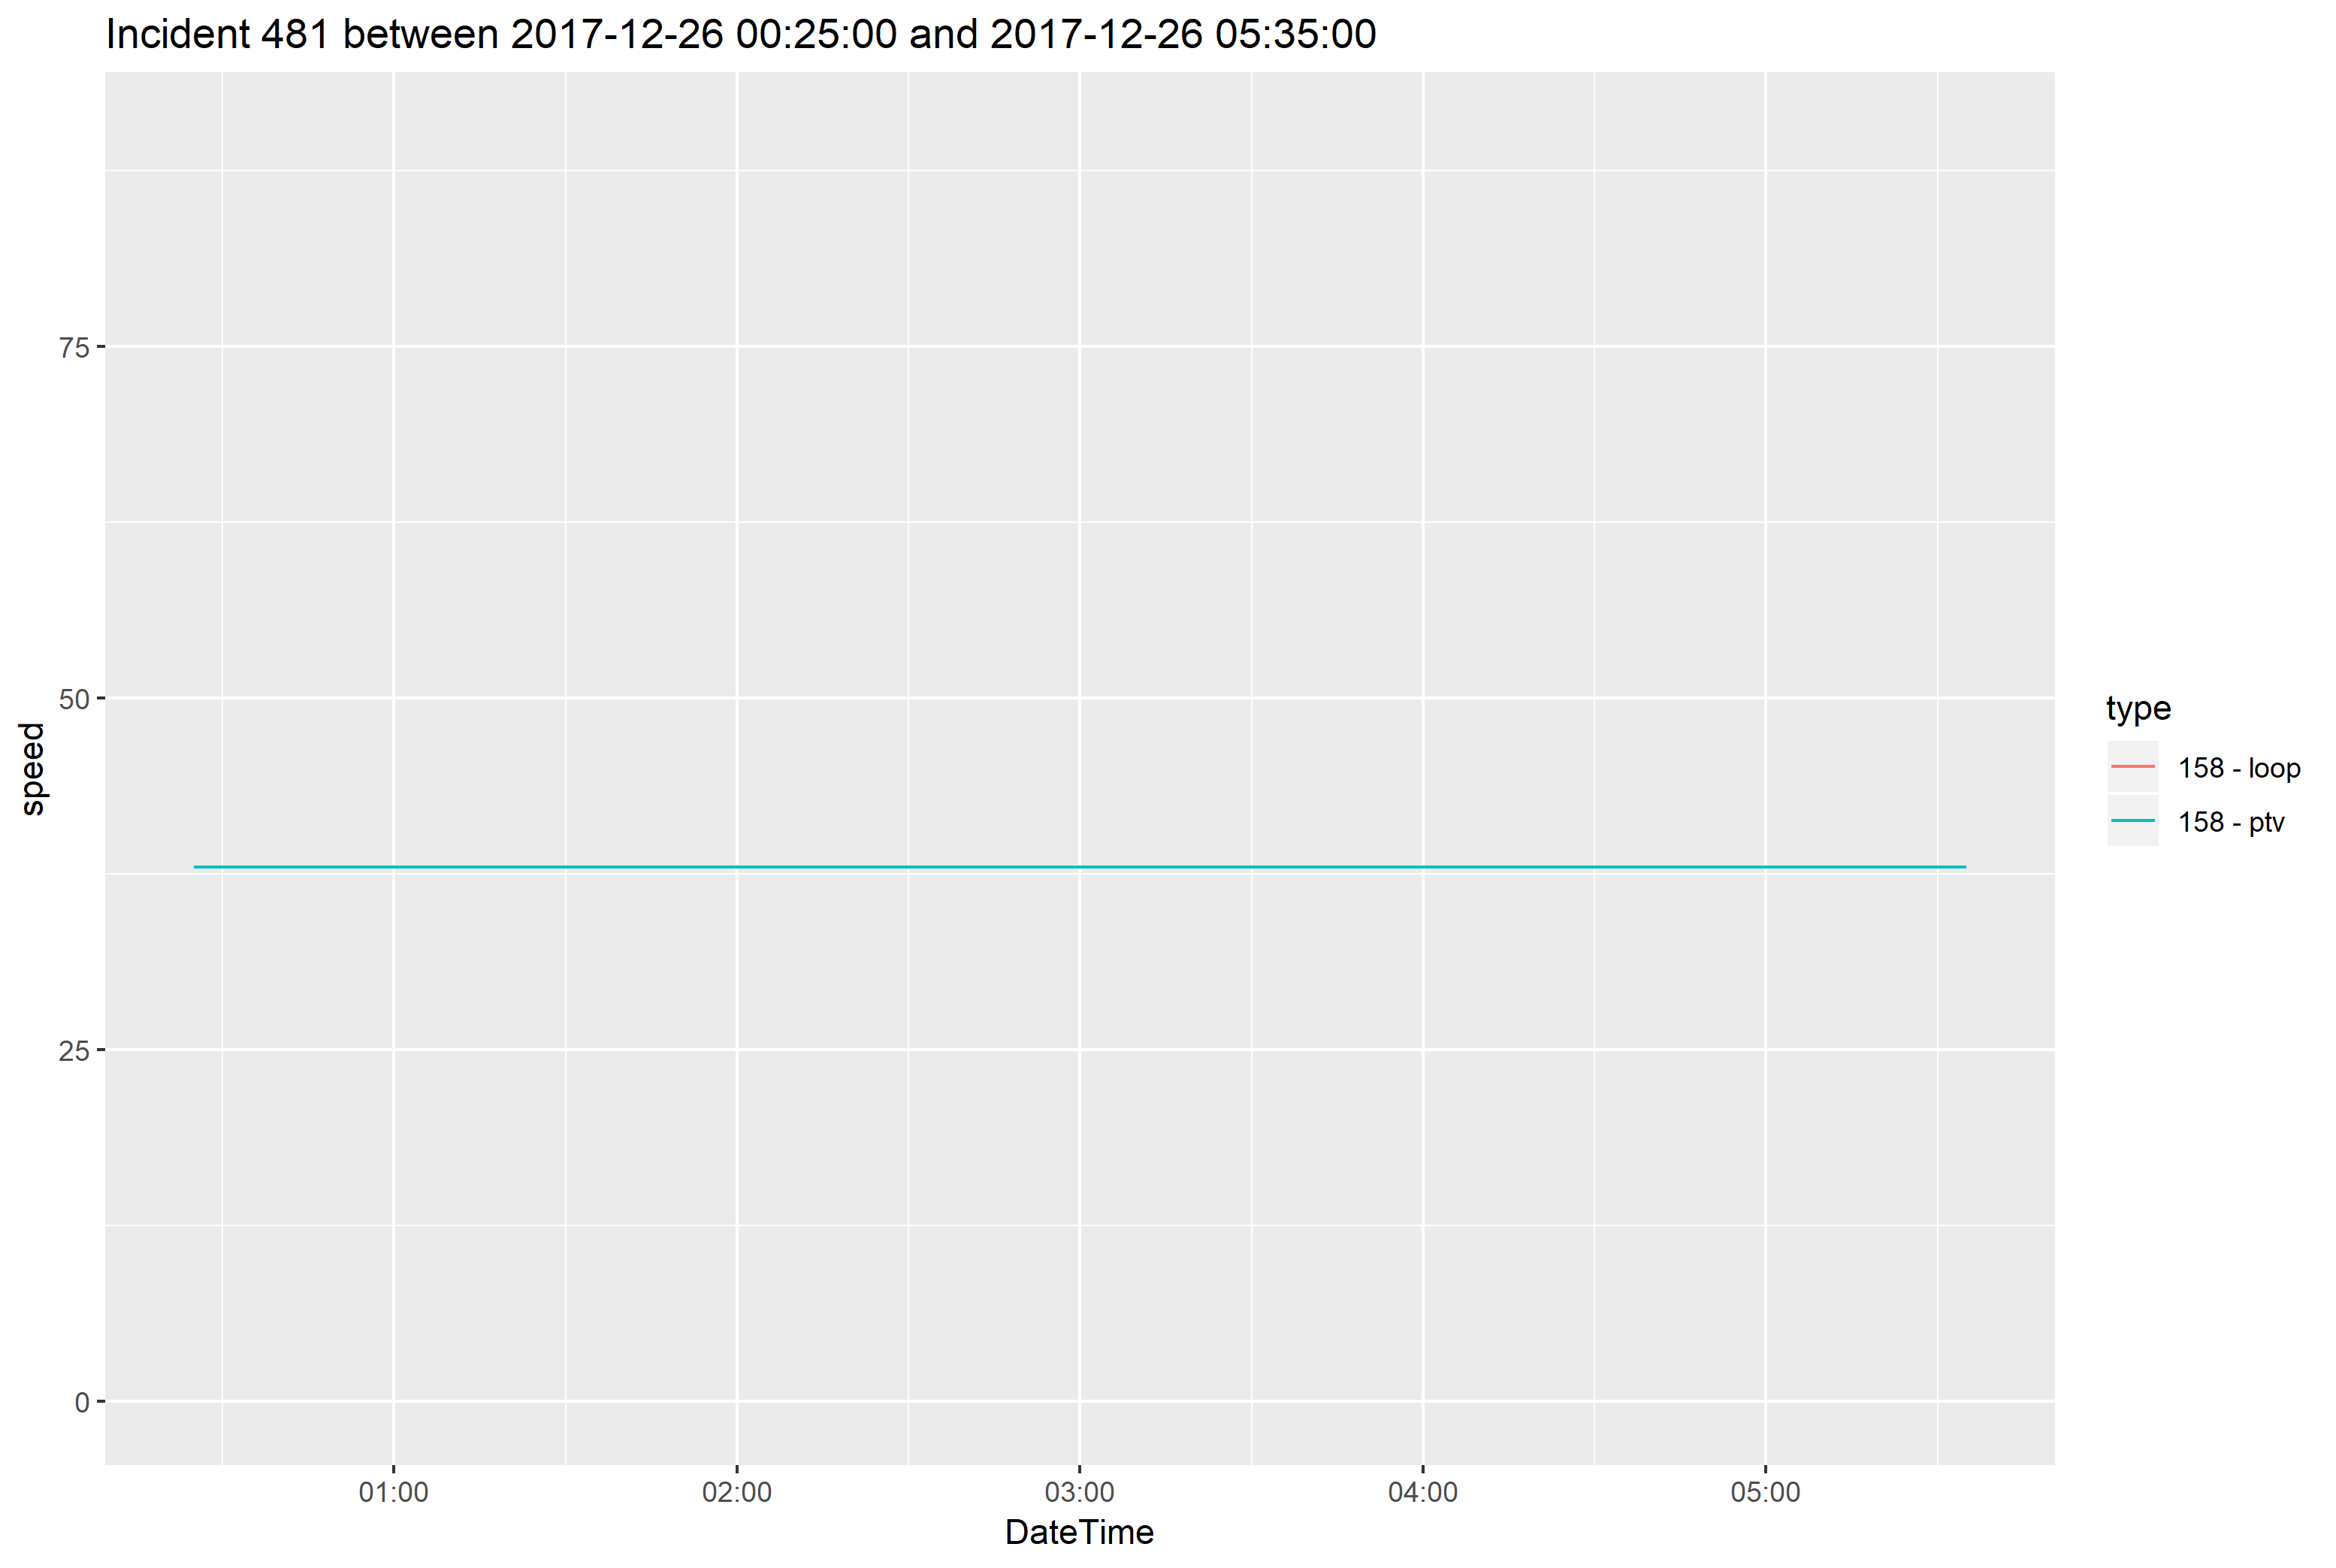 Incident 481 between 2017-12-26 00:25:00 and 2017-12-26 05:35:00
75
50
25
0
speed
01:00 02:00 03:00 04:00 05:00
DateTime
type
158 - loop
158 - ptv